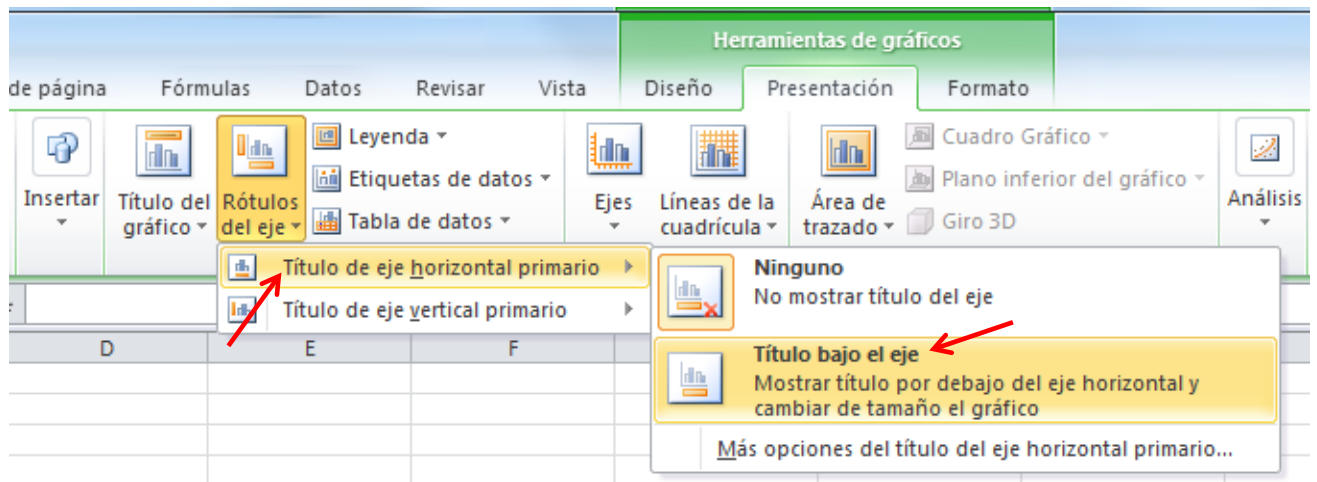 Herramientas de gráficos
de página Fórmulas Datos Revisar Vista Diseño Presentación Formato
Insertar
Título del
gráfico
Rótulos
del eje
Leyenda
Etiquetas de datos
Tabla de datos
Ejes
Líneas de la
cuadrícula
Área de
trazado
Cuadro Gráfico
Plano inferior del gráfico
Giro 3D
Análisis
Título de eje horizontal primario
Título de eje vertical primario
Ninguno
No mostrar título del eje
Título bajo el eje
Mostrar título por debajo del eje horizontal y
cambiar de tamaño el gráfico
Más opciones del título del eje horizontal primario...
D E F